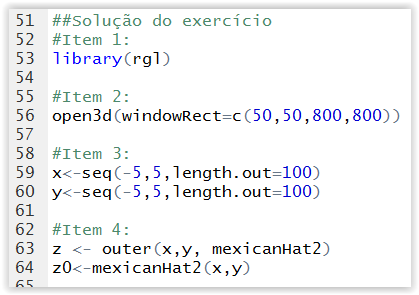 51 ##Solução do exercício
52 #Item 1:
53 library(rgl)
54
55 #Item 2:
56 open3d(windowRect=c(50,50,800,800))
57
58 #Item 3:
59 x<-seq(-5,5,length.out=100)
60 y<-seq(-5,5,length.out=100)
61
62 #Item 4:
63 z <- outer(x,y, mexicanHat2)
64 z0<-mexicanHat2(x,y)
65